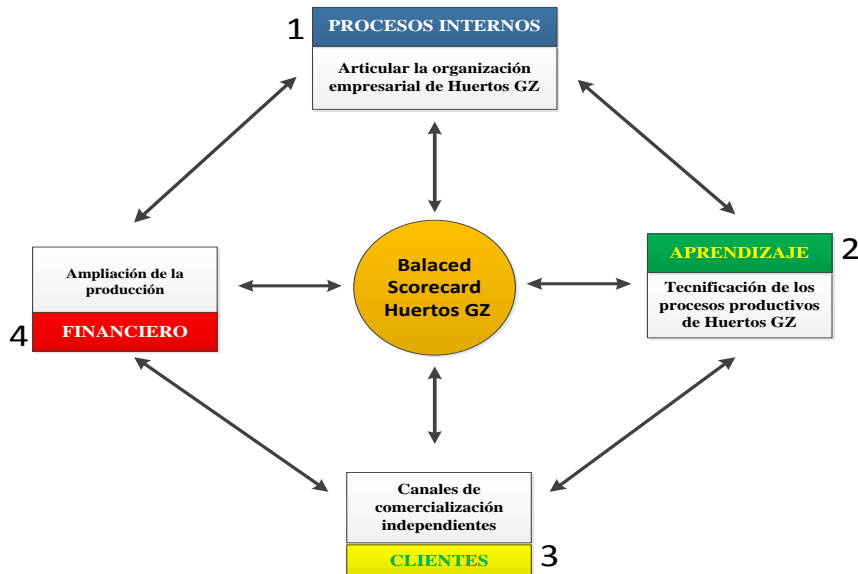 1
PROCESOS INTERNOS
Articular la organización
empresarial de Huertos GZ
2
APRENDIZAJE
Tecnificación de los
procesos productivos
de Huertos GZ
Balaced
Scorecard
Huertos GZ
Ampliación de la
producción
4
FINANCIERO
Canales de
comercialización
independientes
CLIENTES
3